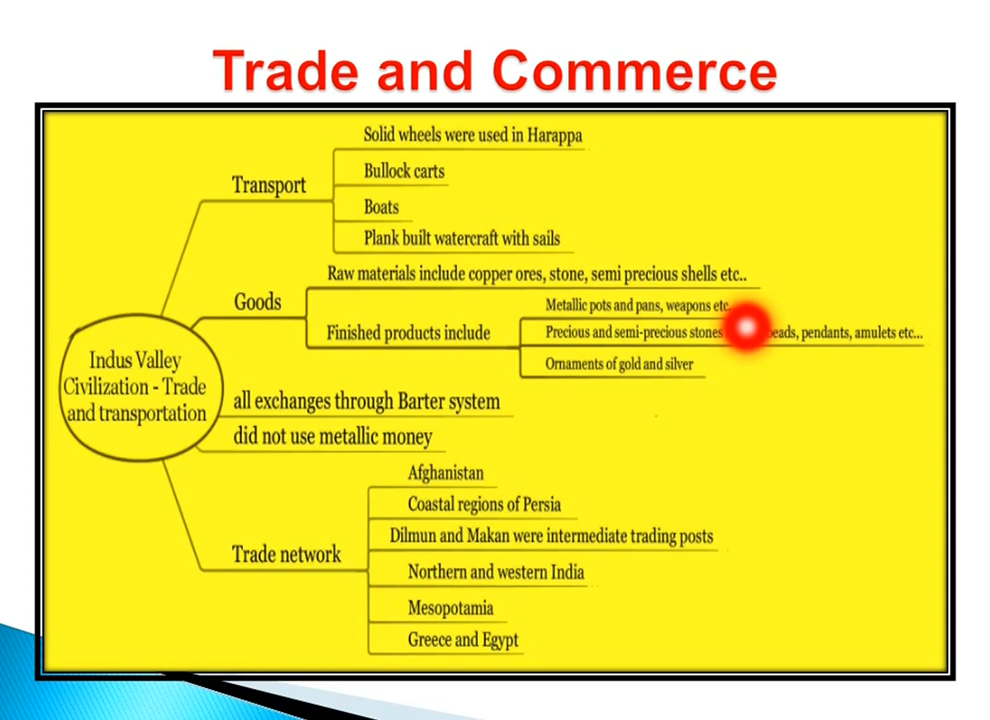 Trade and Commerce
Solid wheels were used in Harappa
Transport
Bullock carts
Boats
Plank built watercraft with sails
Raw materials include copper ores, stone, semi precious shells etc..
Goods
Metallic pots and pans, weapons etc
Finished products include
Precious and semi-precious stones pendants, amulets etc...
Ornaments of gold and silver
Indus Valley
Civilization - Trade
and transportation
all exchanges through Barter system
did not use metallic money
Afghanistan
Coastal regions of Persia
Dilmun and Makan were intermediate trading posts
Trade network
Northern and western India
Mesopotamia
Greece and Egypt